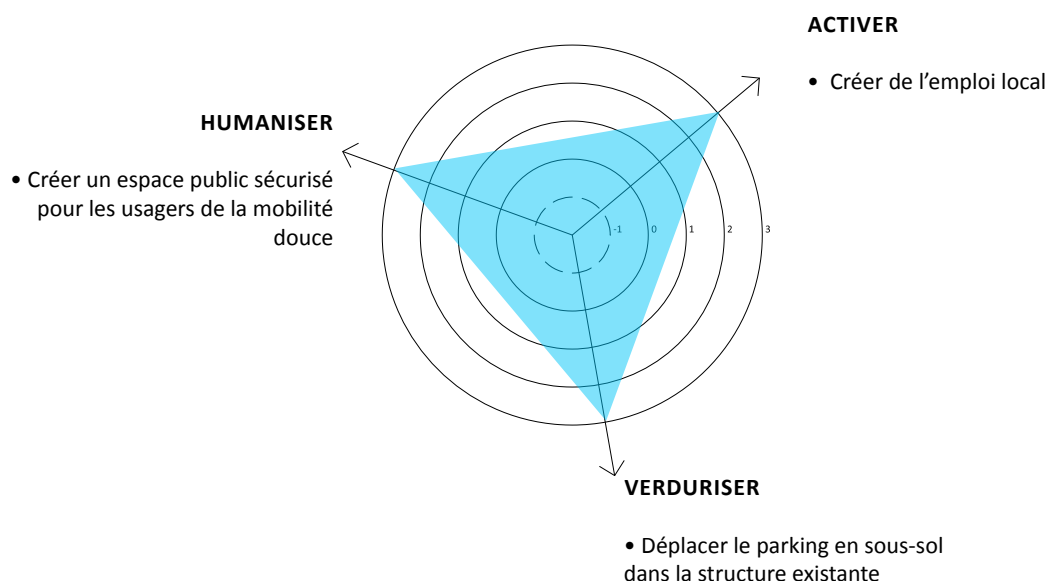 ACTIVER
• Créer de l’emploi local
HUMANISER
• Créer un espace public sécurisé
pour les usagers de la mobilité
douce
-1 0 1 2 3
VERDURISER
• Déplacer le parking en sous-sol
dans la structure existante